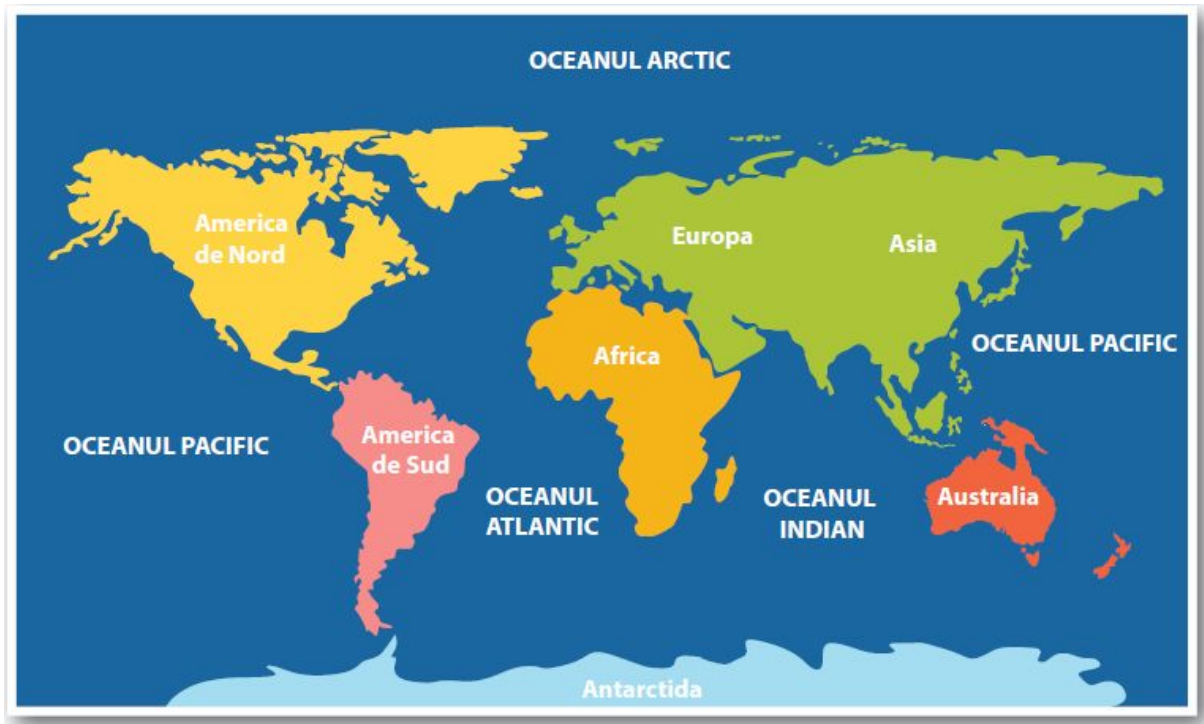 OCEANUL ARCTIC
America
de Nord
Europa
Asia
Africa
OCEANUL PACIFIC
OCEANUL PACIFIC
America
de Sud
OCEANUL
ATLANTIC
OCEANUL
INDIAN
Australia
Antarctida